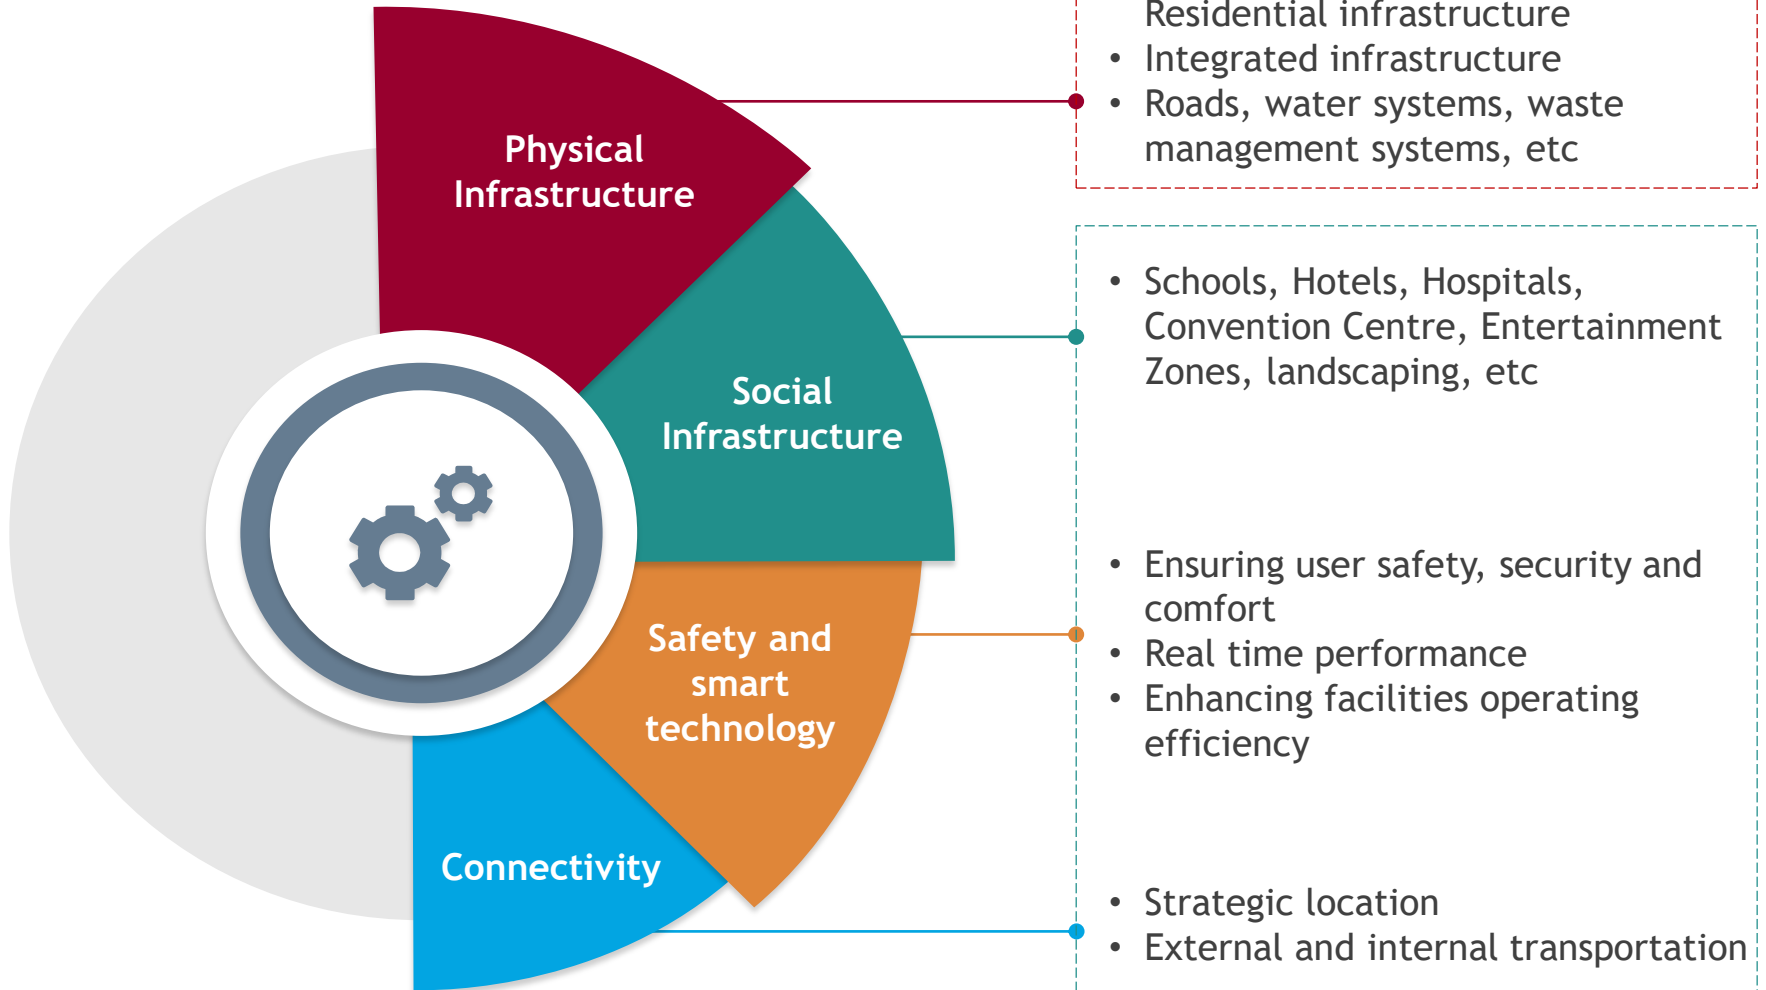 Residential infrastructure
• Integrated infrastructure
• Roads, water systems, waste
management systems, etc
Physical
Infrastructure
• Schools, Hotels, Hospitals,
Convention Centre, Entertainment
Zones, landscaping, etc
Social
Infrastructure
• Ensuring user safety, security and
comfort
• Real time performance
• Enhancing facilities operating
efficiency
Safety and
smart
technology
Connectivity
• Strategic location
• External and internal transportation